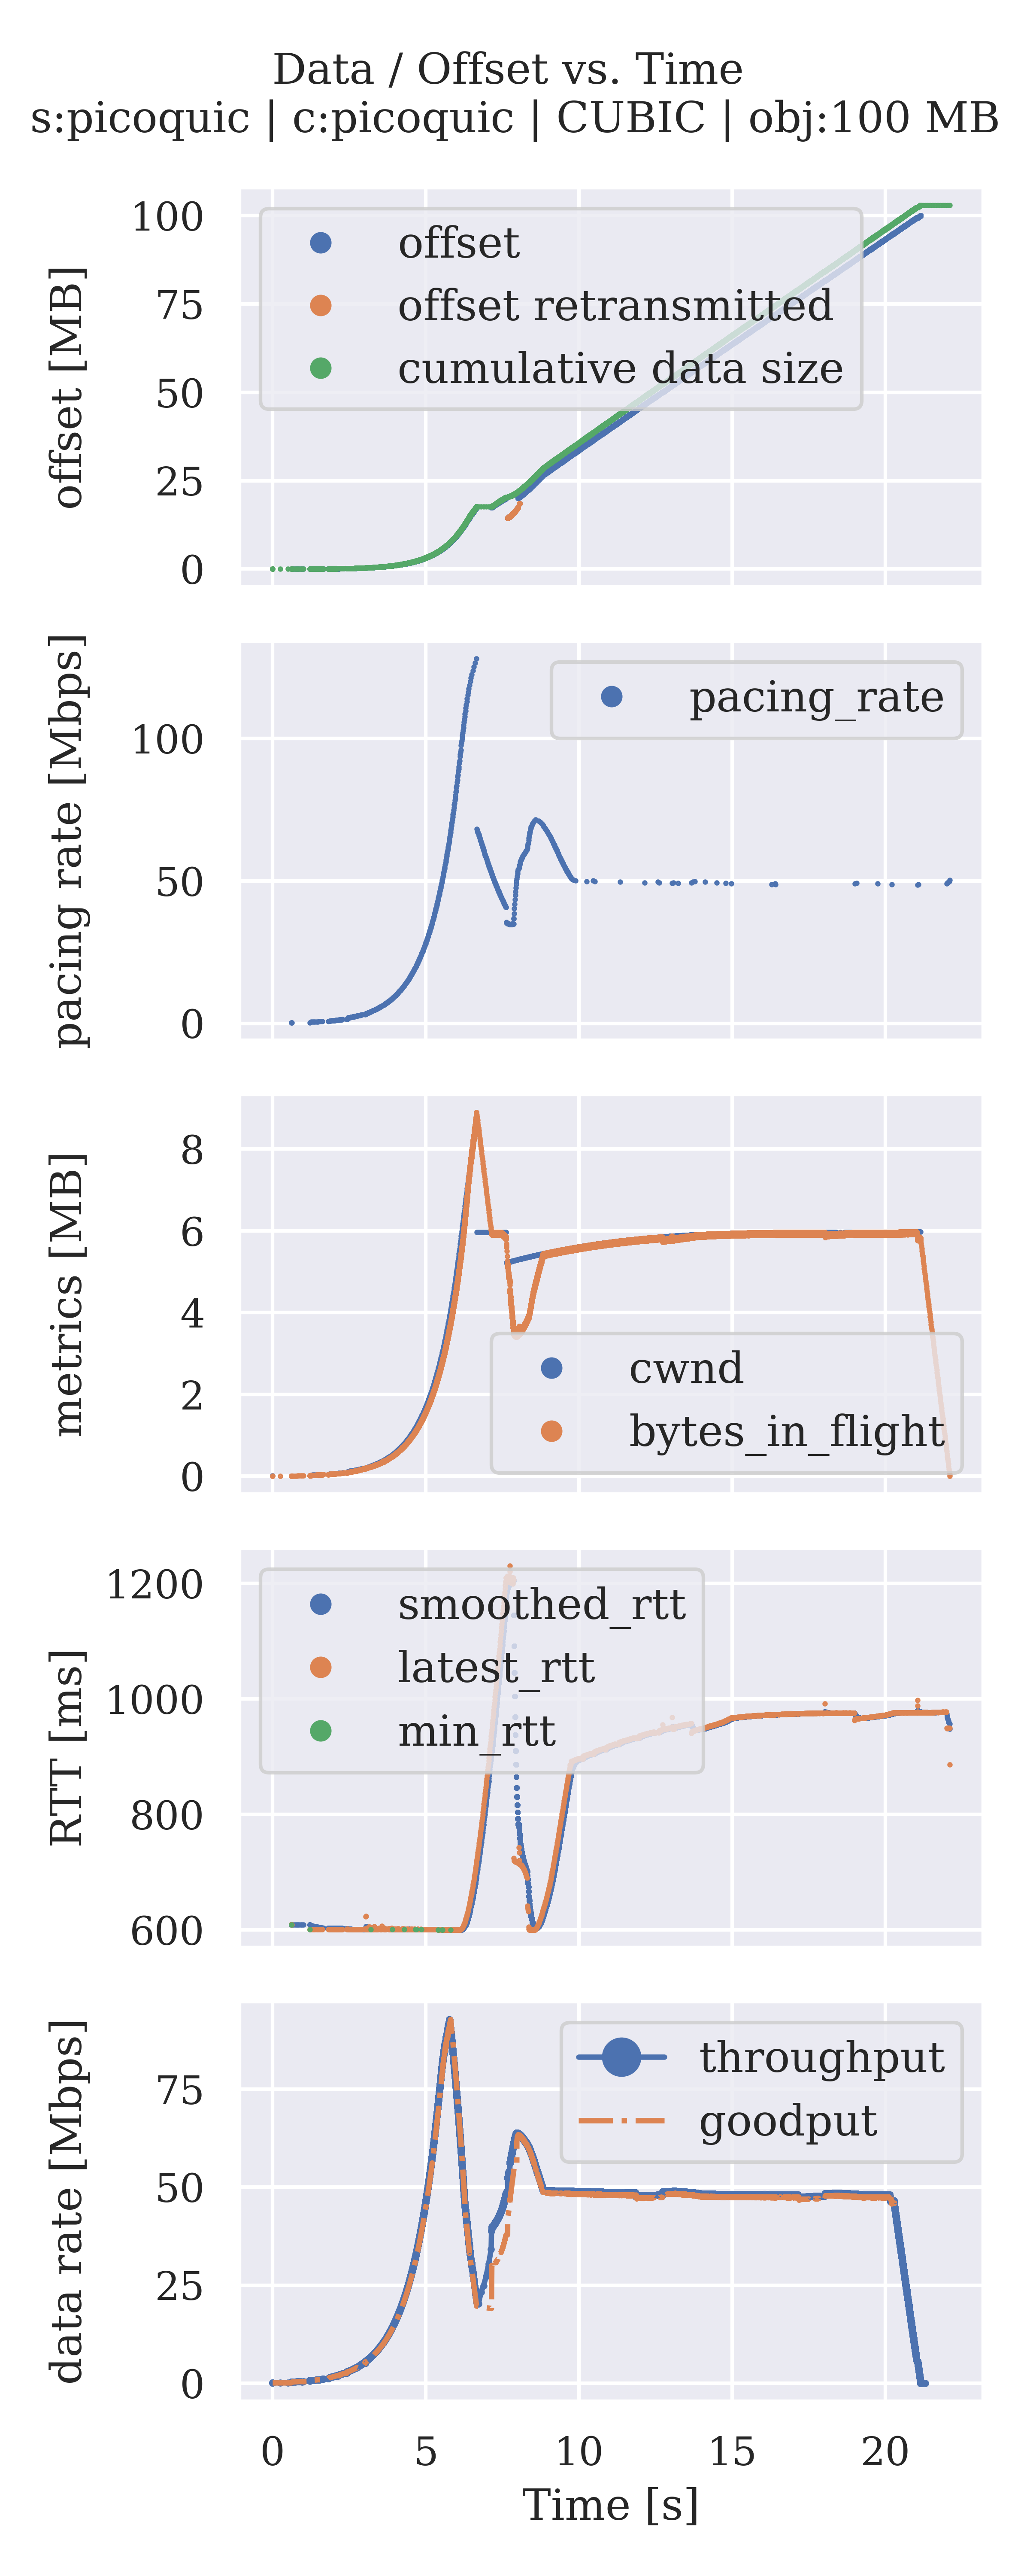 Data / Offset vs. Time
s:picoquic | c:picoquic | CUBIC | obj:100 MB
offset [MB]
100
75
50
25
0
offset
offset retransmitted
cumulative data size
pacing rate [Mbps]
100
50
0
pacing_rate
metrics [MB]
8
6
4
2
0
cwnd
bytes_in_flight
RTT [ms]
1200
1000
800
600
smoothed_rtt
latest_rtt
min_rtt
data rate [Mbps]
75
50
25
0
throughput
goodput
0 5 10 15 20
Time [s]